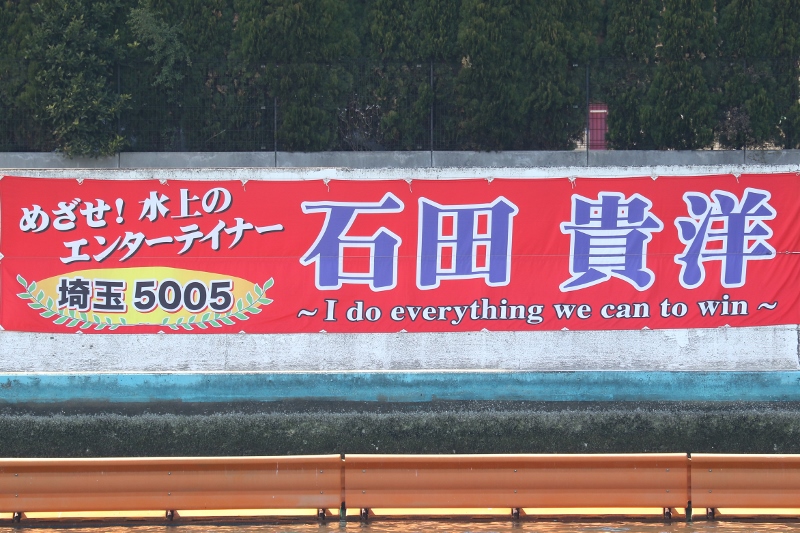 めざせ！水上の
エンターテイナー
埼玉 5005
石田 貴洋
~ I do everything we can to win ~